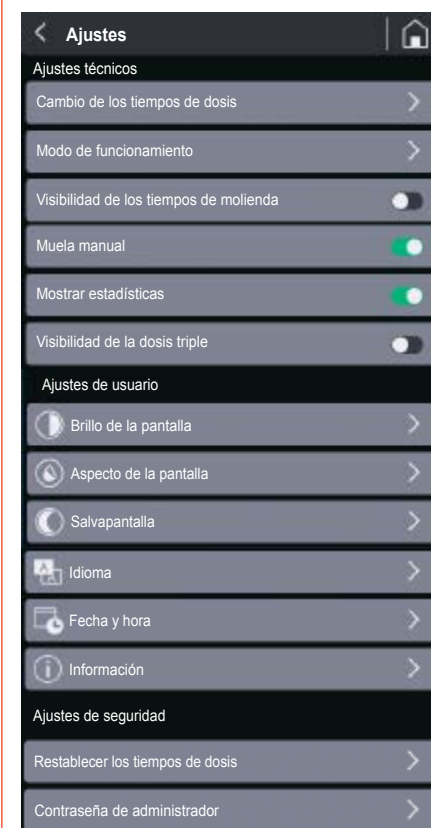 Ajustes
Ajustes técnicos
Cambio de los tiempos de dosis
Modo de funcionamiento
Visibilidad de los tiempos de molienda
Muela manual
Mostrar estadísticas
Visibilidad de la dosis triple
Ajustes de usuario
Brillo de la pantalla
Aspecto de la pantalla
Salvapantalla
Idioma
Fecha y hora
Información
Ajustes de seguridad
Restablecer los tiempos de dosis
Contraseña de administrador